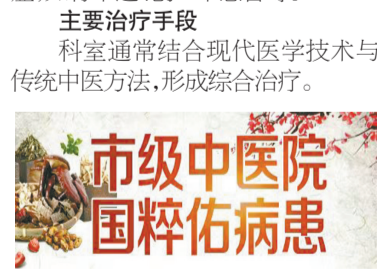 主要治疗手段
科室通常结合现代医学技术与
传统中医方法,形成综合治疗。
市级中医院
国粹佑病患